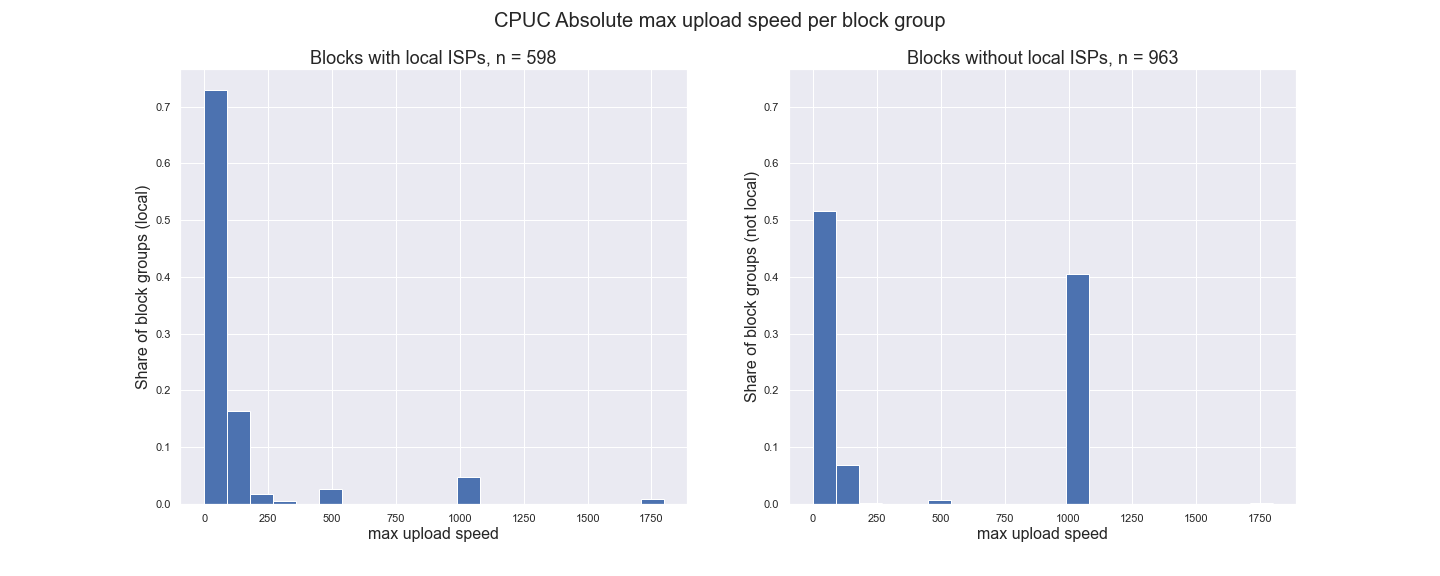 CPUC Absolute max upload speed per block group
Blocks with local ISPs, n = 598
Share of block groups (local)
0.7
0.6
0.5
0.4
0.3
0.2
0.1
0.0
0 250 500 750 1000 1250 1500 1750
max upload speed
Blocks without local ISPs, n = 963
Share of block groups (not local)
0.7
0.6
0.5
0.4
0.3
0.2
0.1
0.0
0 250 500 750 1000 1250 1500 1750
max upload speed